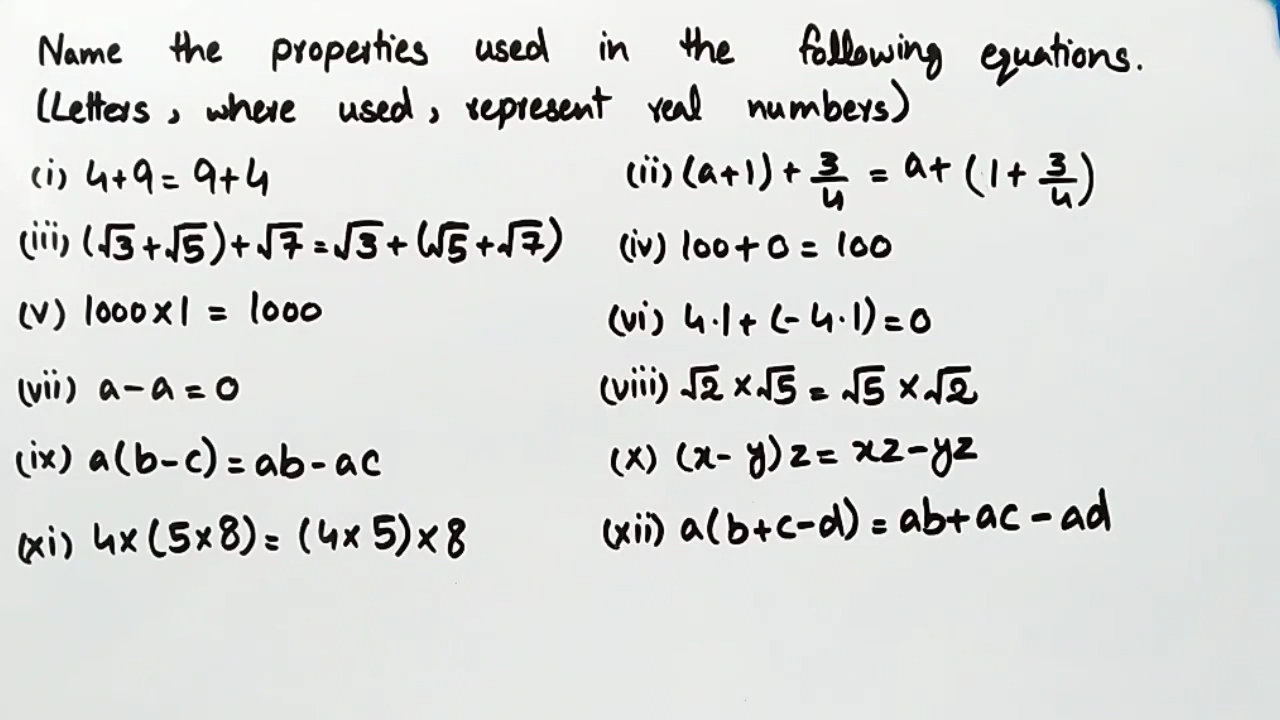 Name the properties used in the following equations.
(Letters, where used, represent real numbers)
(i) 4+9 = 9+4 (ii) (a+1) + 3/4 = a + (1 + 3/4)
(iii) (√3+√5)+√7 = √3+(√5+√7) (iv) 100+0 = 100
(v) 1000×1 = 1000 (vi) 4·1+(-4·1)=0
(vii) a-a=0 (viii) √2×√5 = √5×√2
(ix) a(b-c)=ab-ac (x) (x-y)z = xz-yz
(xi) 4×(5×8)=(4×5)×8 (xii) a(b+c-d) = ab+ac-ad